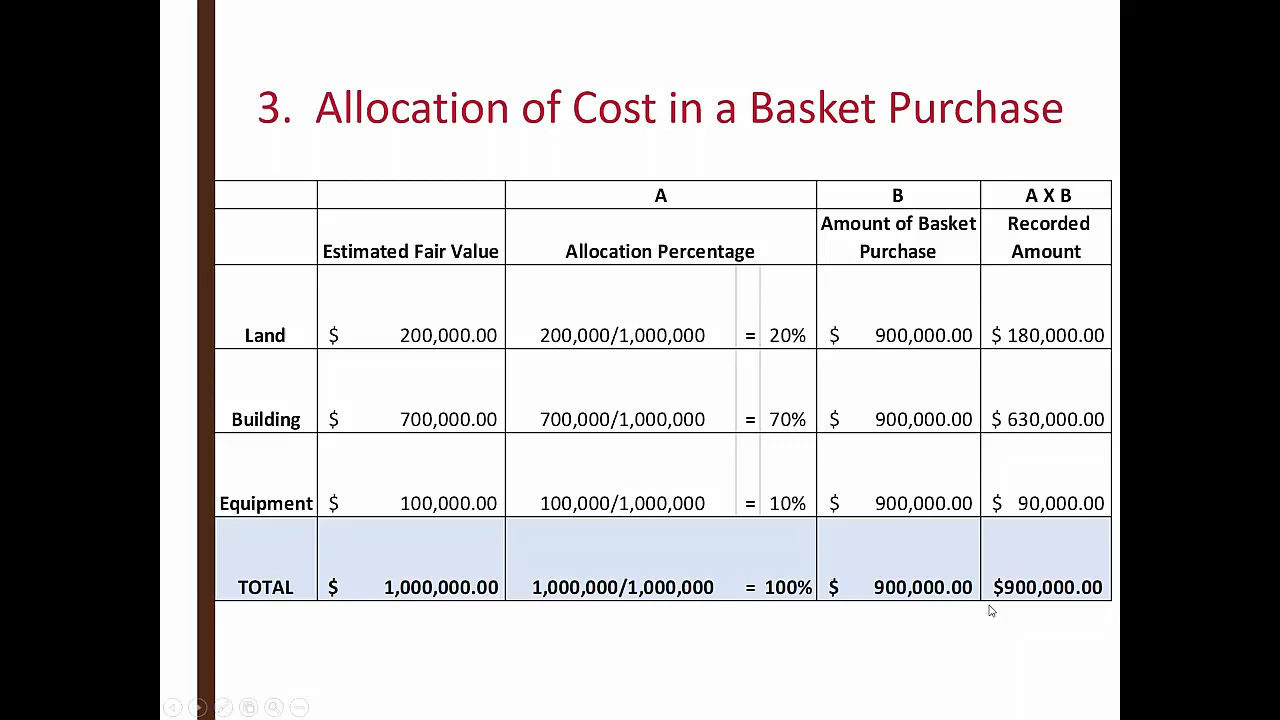 3. Allocation of Cost in a Basket Purchase
A B A X B
Estimated Fair Value Allocation Percentage Amount of Basket Purchase Recorded Amount
Land $ 200,000.00 200,000/1,000,000 = 20% $ 900,000.00 $ 180,000.00
Building $ 700,000.00 700,000/1,000,000 = 70% $ 900,000.00 $ 630,000.00
Equipment $ 100,000.00 100,000/1,000,000 = 10% $ 900,000.00 $ 90,000.00
TOTAL $ 1,000,000.00 1,000,000/1,000,000 = 100% $ 900,000.00 $900,000.00